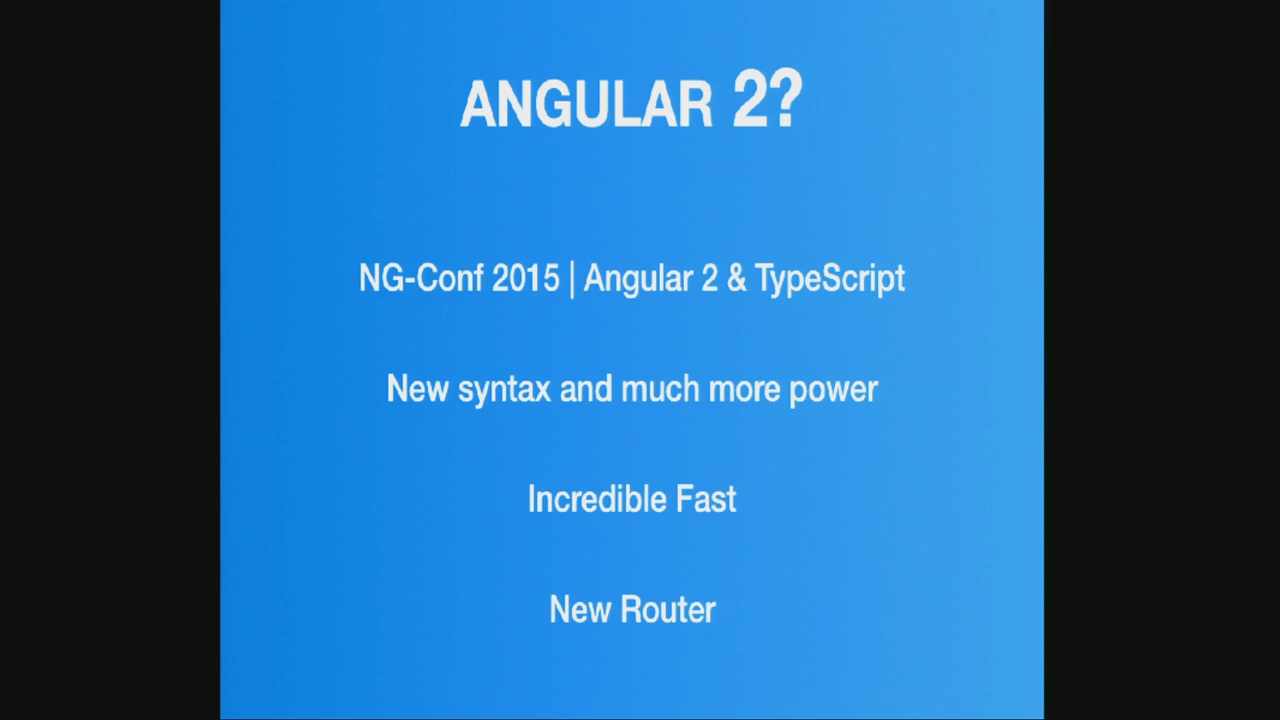 ANGULAR 2?
NG-Conf 2015 | Angular 2 & TypeScript
New syntax and much more power
Incredible Fast
New Router